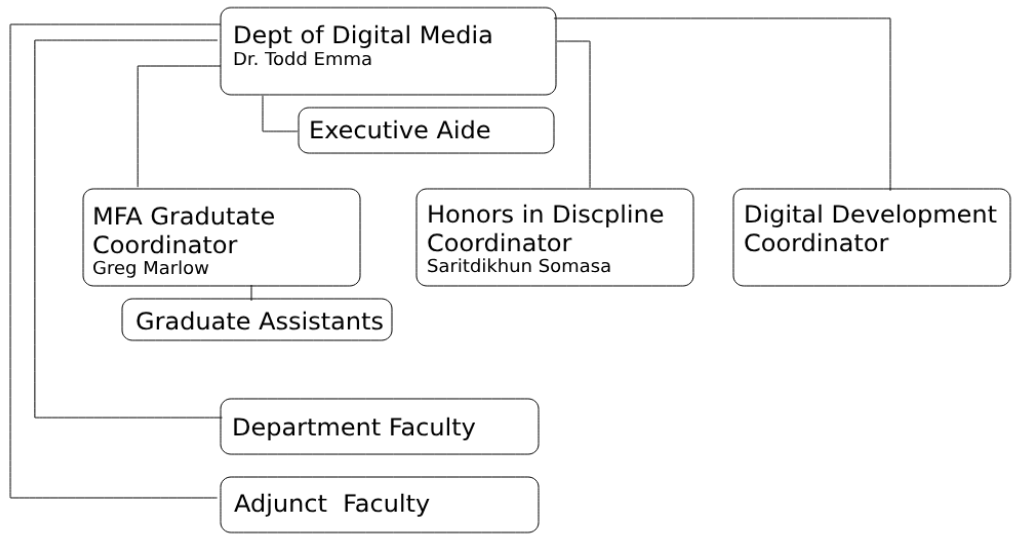 Dept of Digital Media
Dr. Todd Emma
Executive Aide
MFA Gradutate
Coordinator
Greg Marlow
Honors in Discpline
Coordinator
Saritdikhun Somasa
Digital Development
Coordinator
Graduate Assistants
Department Faculty
Adjunct  Faculty